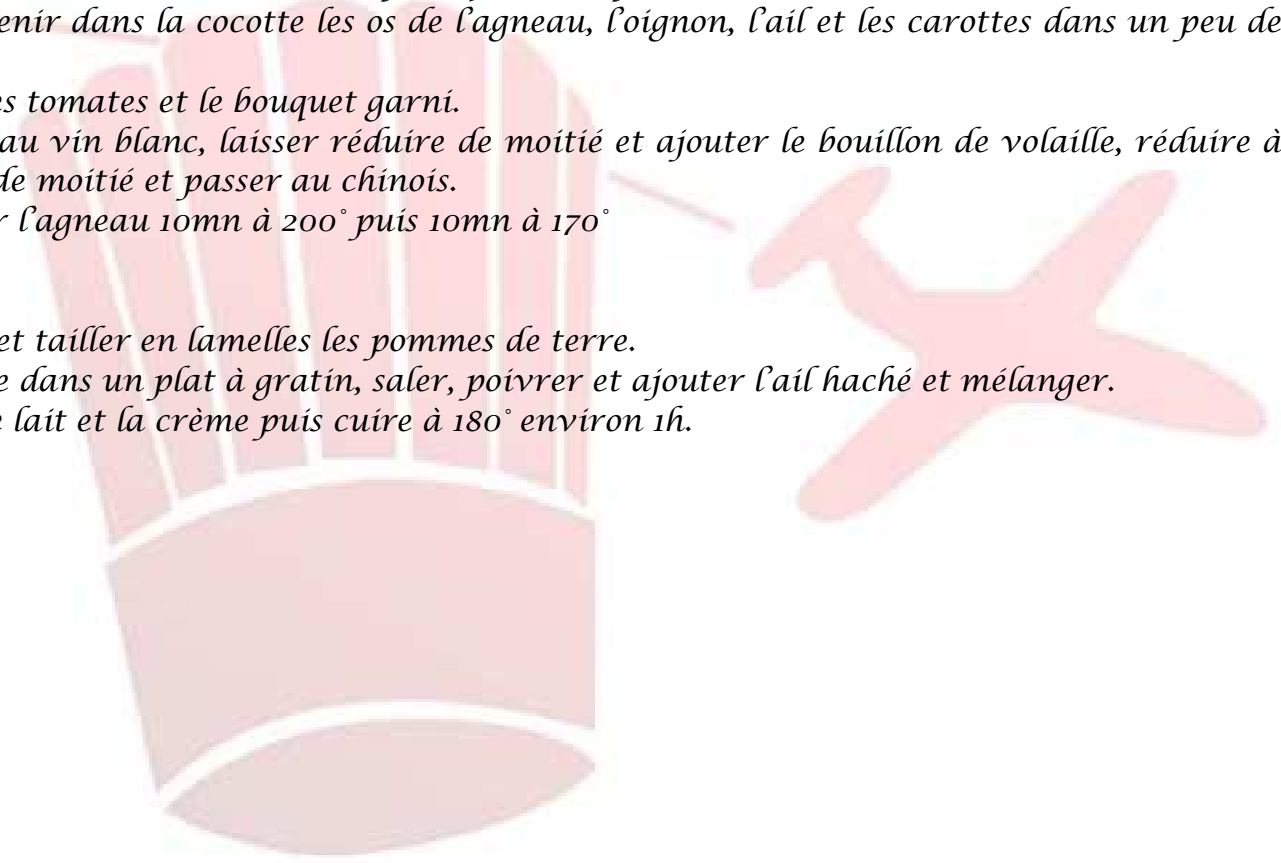 enir dans la cocotte les os de l'agneau, l'oignon, l'ail et les carottes dans un peu de
es tomates et le bouquet garni.
au vin blanc, laisser réduire de moitié et ajouter le bouillon de volaille, réduire à
de moitié et passer au chinois.
r l'agneau 10mn à 200° puis 10mn à 170°
et tailler en lamelles les pommes de terre.
e dans un plat à gratin, saler, poivrer et ajouter l'ail haché et mélanger.
lait et la crème puis cuire à 180° environ 1h.